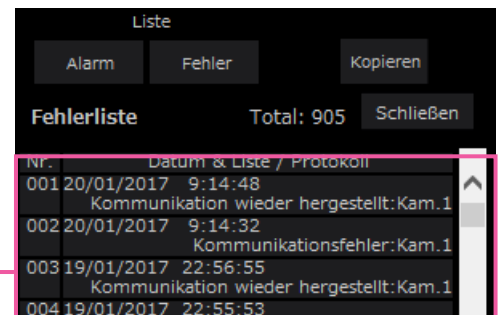 Liste
Alarm Fehler Kopieren
Fehlerliste Total: 905 Schließen
Nr. Datum & Liste / Protokoll
001 20/01/2017 9:14:48
Kommunikation wieder hergestellt:Kam.1
002 20/01/2017 9:14:32
Kommunikationsfehler:Kam.1
003 19/01/2017 22:56:55
Kommunikation wieder hergestellt:Kam.1
004 19/01/2017 22:55:53